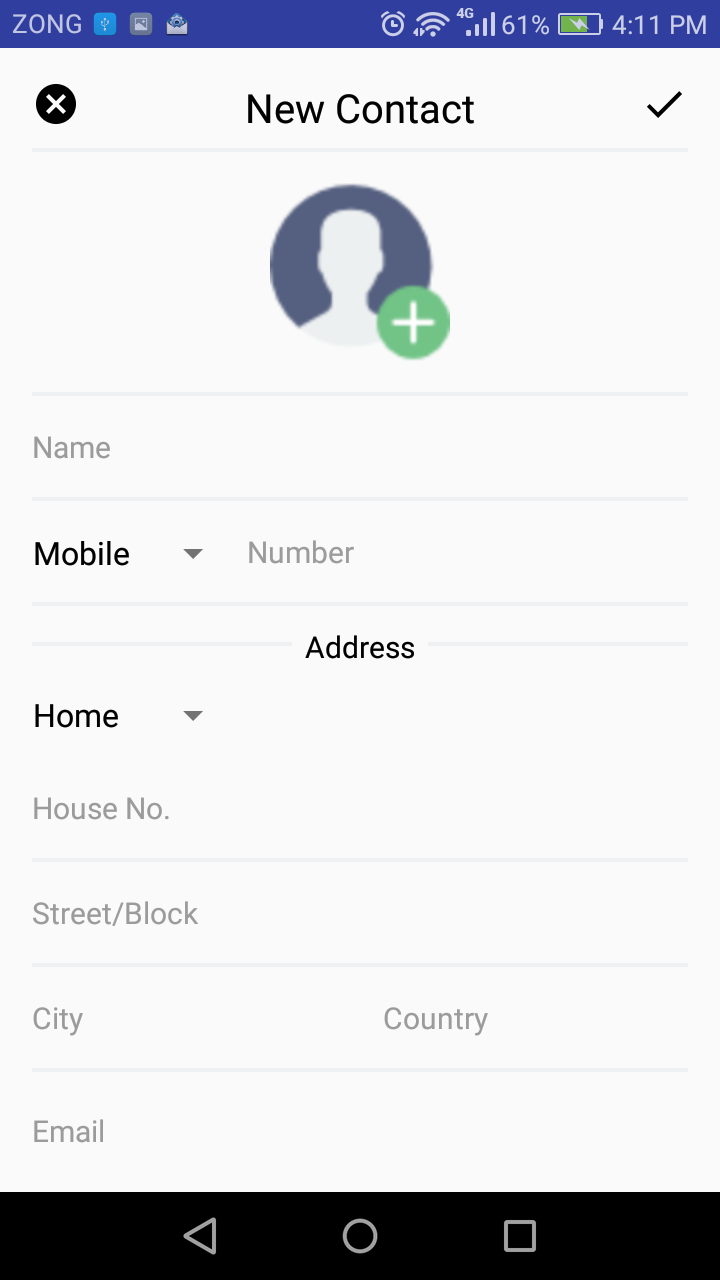 ZONG 4G 61% 4:11 PM
New Contact
Name
Mobile Number
Address
Home
House No.
Street/Block
City Country
Email